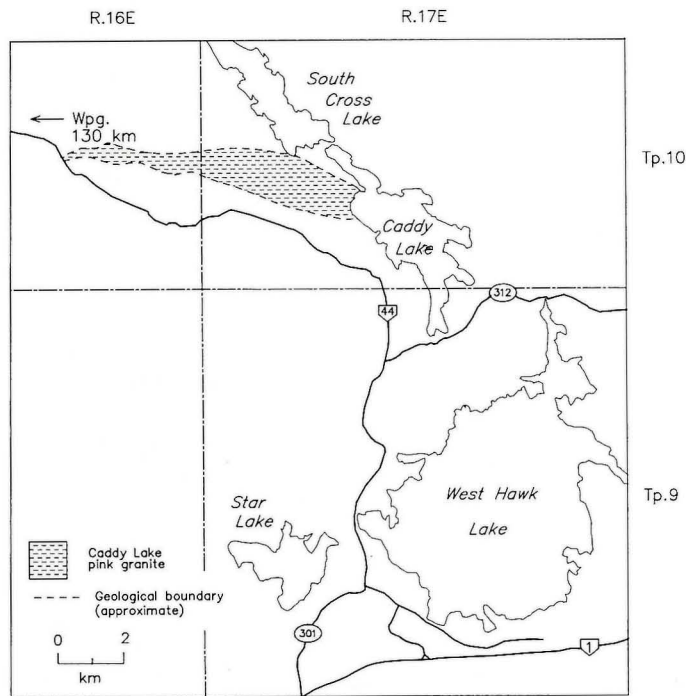 R.16E
R.17E
South
Cross
Lake
Wpg.
130 km
Tp.10
Caddy
Lake
312
44
Star
Lake
West Hawk
Lake
Tp.9
Caddy Lake
pink granite
Geological boundary
(approximate)
0 2
km
301
1